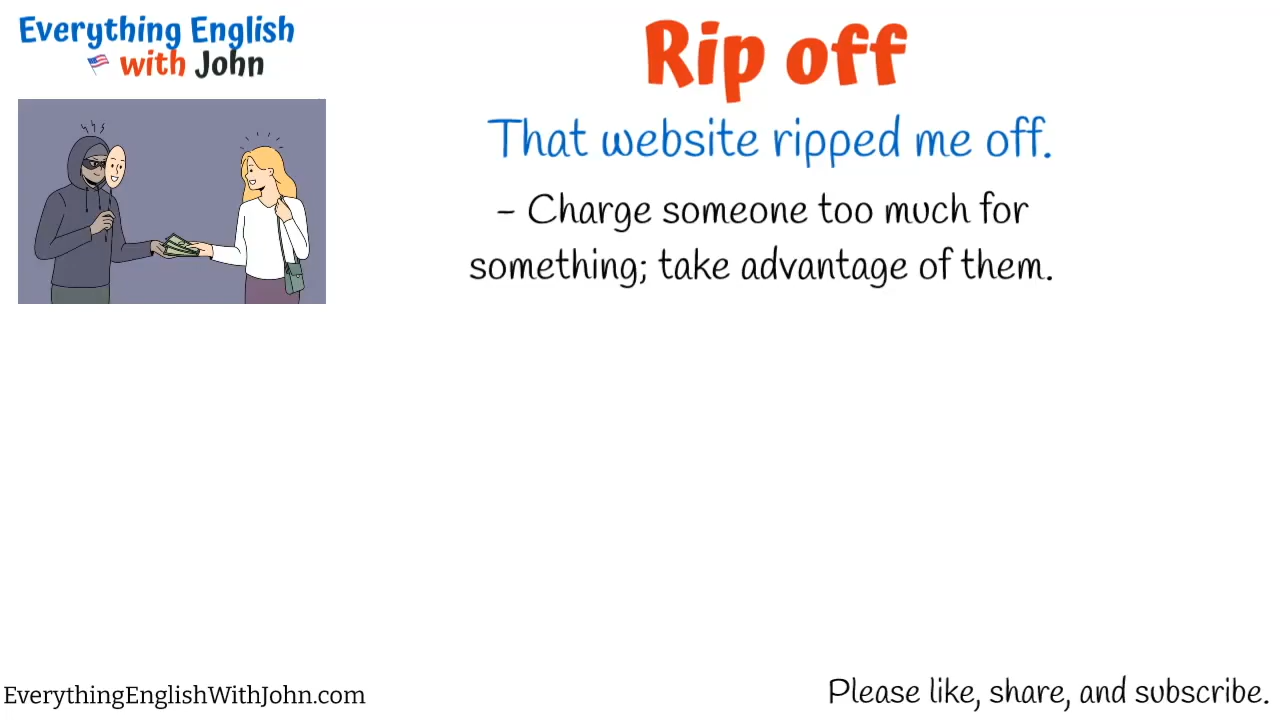 Everything English
with John
Rip off
That website ripped me off.
- Charge someone too much for
something; take advantage of them.
EverythingEnglishWithJohn.com
Please like, share, and subscribe.